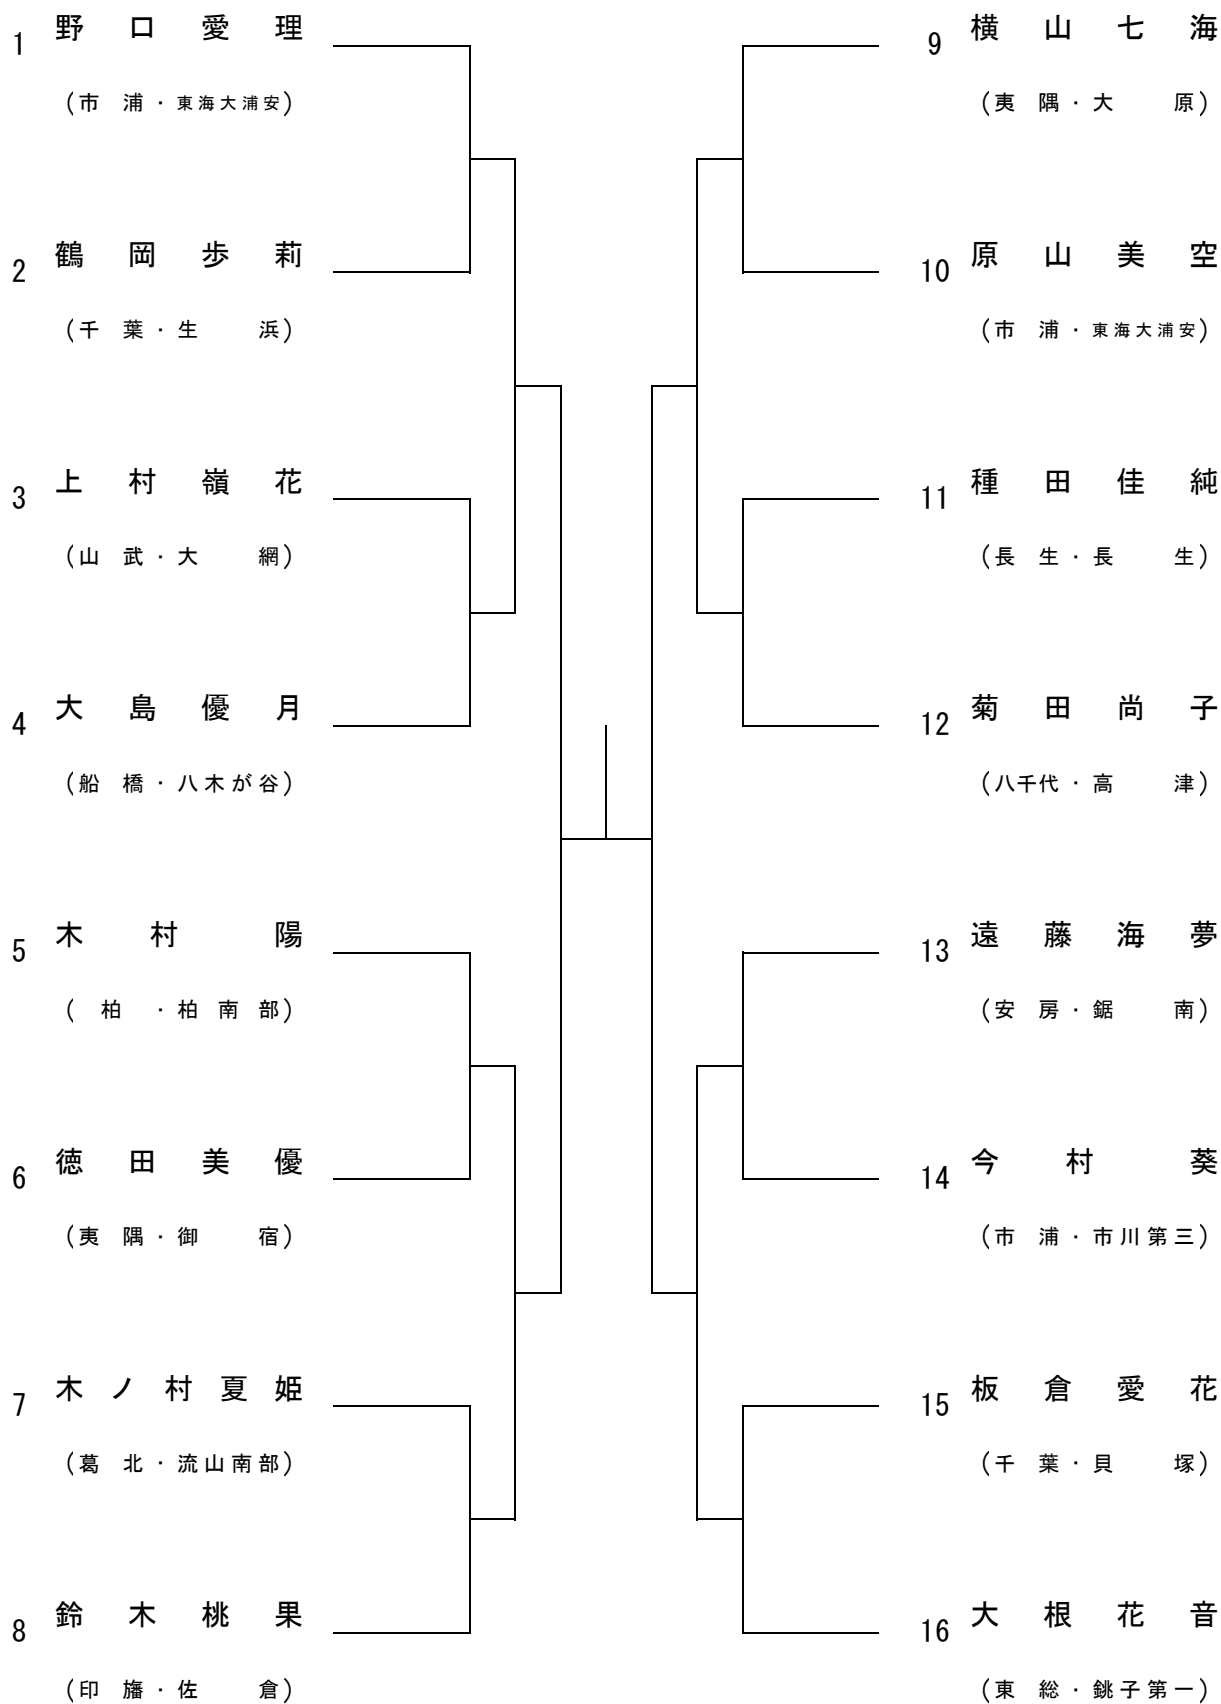 1 野口愛理
(市浦・東海大浦安)
2 鶴岡歩莉
(千葉・生浜)
3 上村嶺花
(山武・大網)
4 大島優月
(船橋・八木が谷)
5 木村陽
(柏・柏南部)
6 徳田美優
(夷隅・御宿)
7 木ノ村夏姫
(葛北・流山南部)
8 鈴木桃果
(印旛・佐倉)
9 横山七海
(夷隅・大原)
10 原山美空
(市浦・東海大浦安)
11 種田佳純
(長生・長生)
12 菊田尚子
(八千代・高津)
13 遠藤海夢
(安房・鋸南)
14 今村葵
(市浦・市川第三)
15 板倉愛花
(千葉・貝塚)
16 大根花音
(東総・銚子第一)